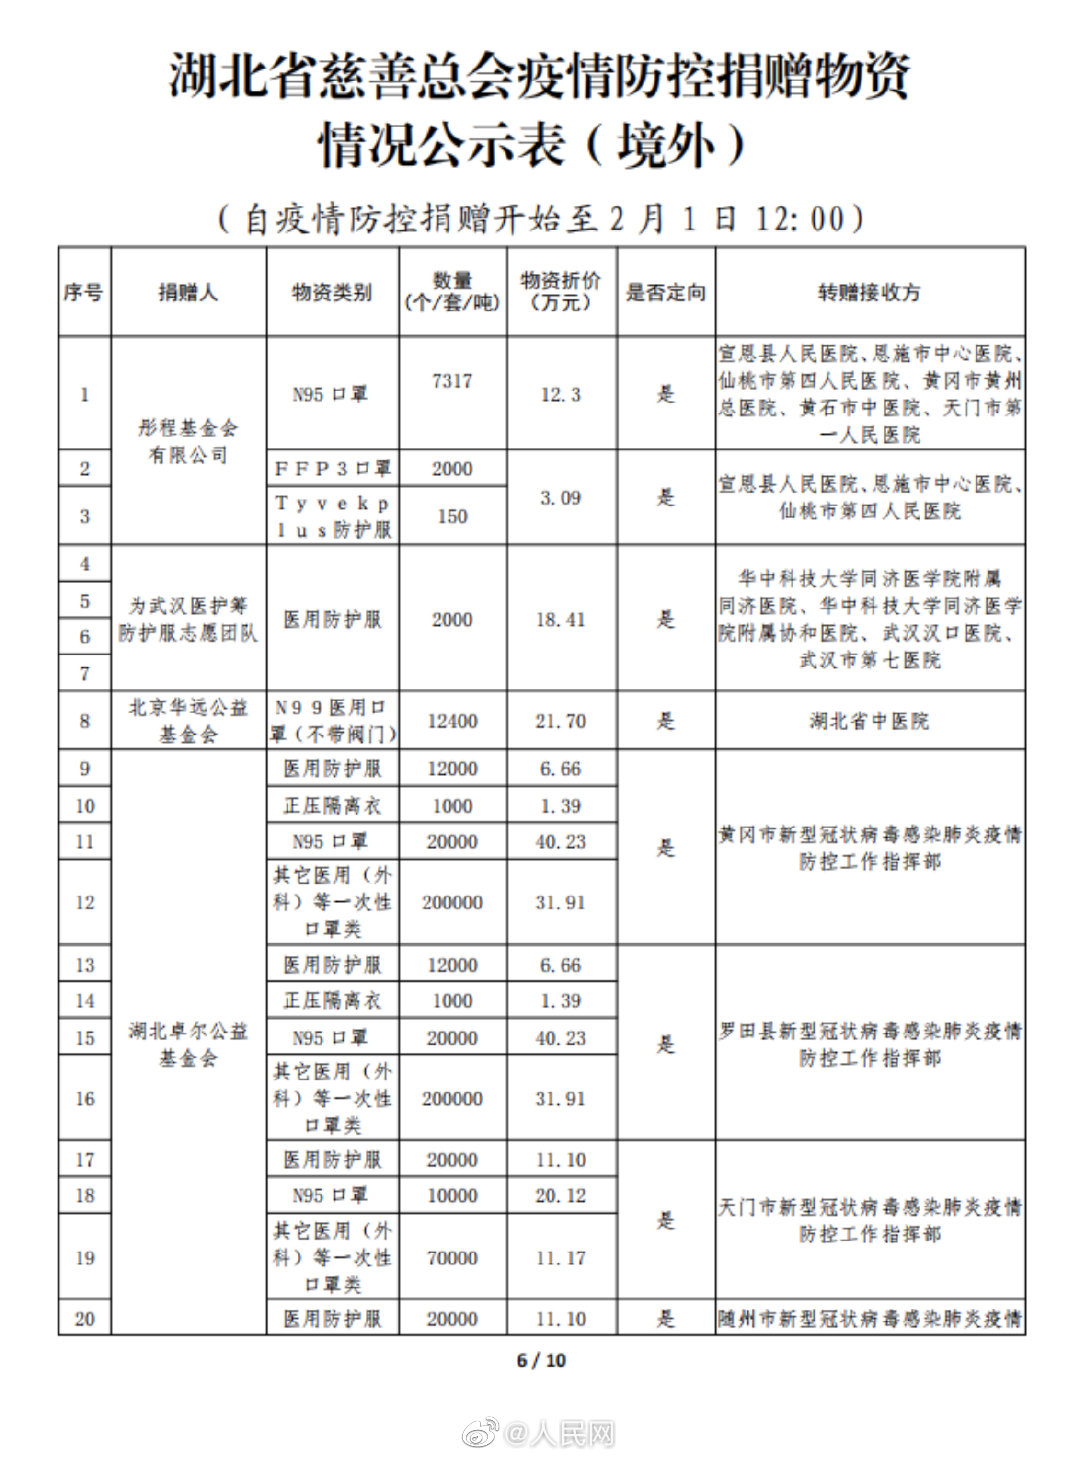 湖北省慈善总会疫情防控捐赠物资
情况公示表（境外）
（自疫情防控捐赠开始至2月1日12:00）
序号 捐赠人 物资类别 数量 物资折价 是否定向 转赠接收方
(个/套/吨) （万元）
1 彤程基金会 N95口罩 7317 12.3 是 宣恩县人民医院、恩施市中心医院、
有限公司 仙桃市第四人民医院、黄冈市黄州
总医院、黄石市中医院、天门市第
一人民医院
2 FFP3口罩 2000 3.09 是 宣恩县人民医院、恩施市中心医院、
3 Tyvekp 150 仙桃市第四人民医院
lus防护服
4 为武汉医护筹 医用防护服 2000 18.41 是 华中科技大学同济医学院附属
5 防护服志愿团队 同济医院、华中科技大学同济医学
6 院附属协和医院、武汉汉口医院、
7 武汉市第七医院
8 北京华远公益 N99医用口 12400 21.70 是 湖北省中医院
基金会 罩（不带阀门）
9 湖北卓尔公益 医用防护服 12000 6.66 是 黄冈市新型冠状病毒感染肺炎疫情
基金会 防控工作指挥部
10 正压隔离衣 1000 1.39
11 N95口罩 20000 40.23
12 其它医用（外 200000 31.91
科）等一次性
口罩类
13 医用防护服 12000 6.66 是 罗田县新型冠状病毒感染肺炎疫情
防控工作指挥部
14 正压隔离衣 1000 1.39
15 N95口罩 20000 40.23
16 其它医用（外 200000 31.91
科）等一次性
口罩类
17 医用防护服 20000 11.10 是 天门市新型冠状病毒感染肺炎疫情
防控工作指挥部
18 N95口罩 10000 20.12
19 其它医用（外 70000 11.17
科）等一次性
口罩类
20 医用防护服 20000 11.10 是 随州市新型冠状病毒感染肺炎疫情
6 / 10
@人民网